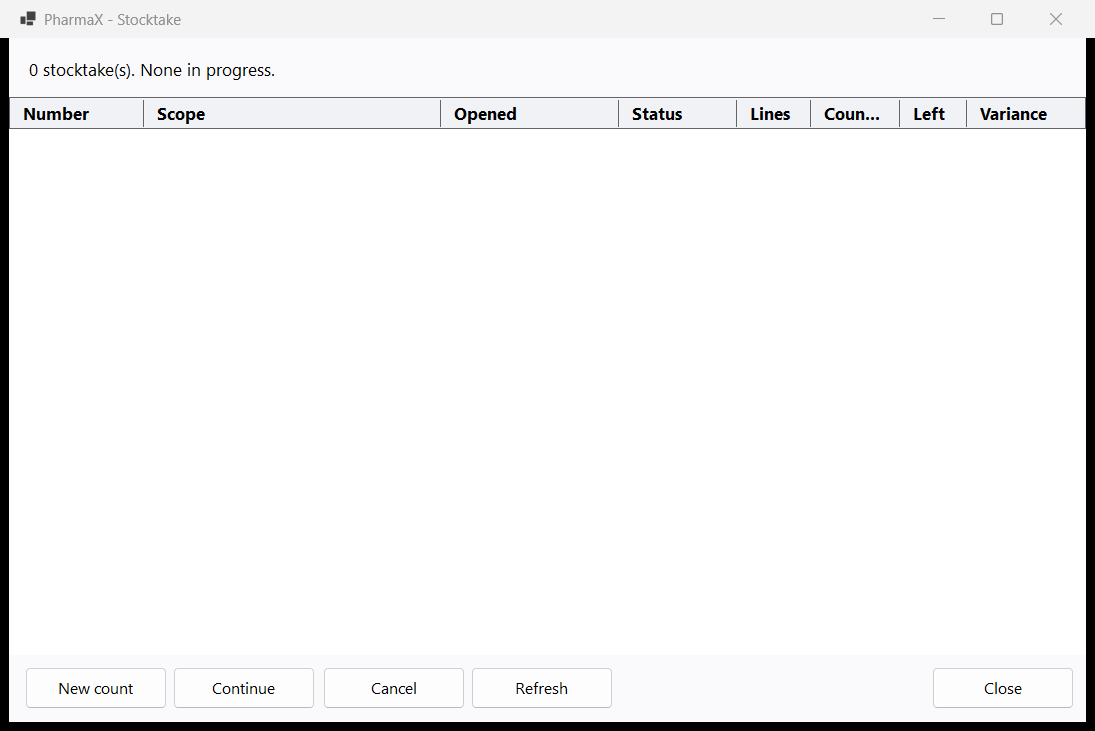 PharmaX - Stocktake
0 stocktake(s). None in progress.
Number Scope Opened Status Lines Coun... Left Variance
New count Continue Cancel Refresh Close